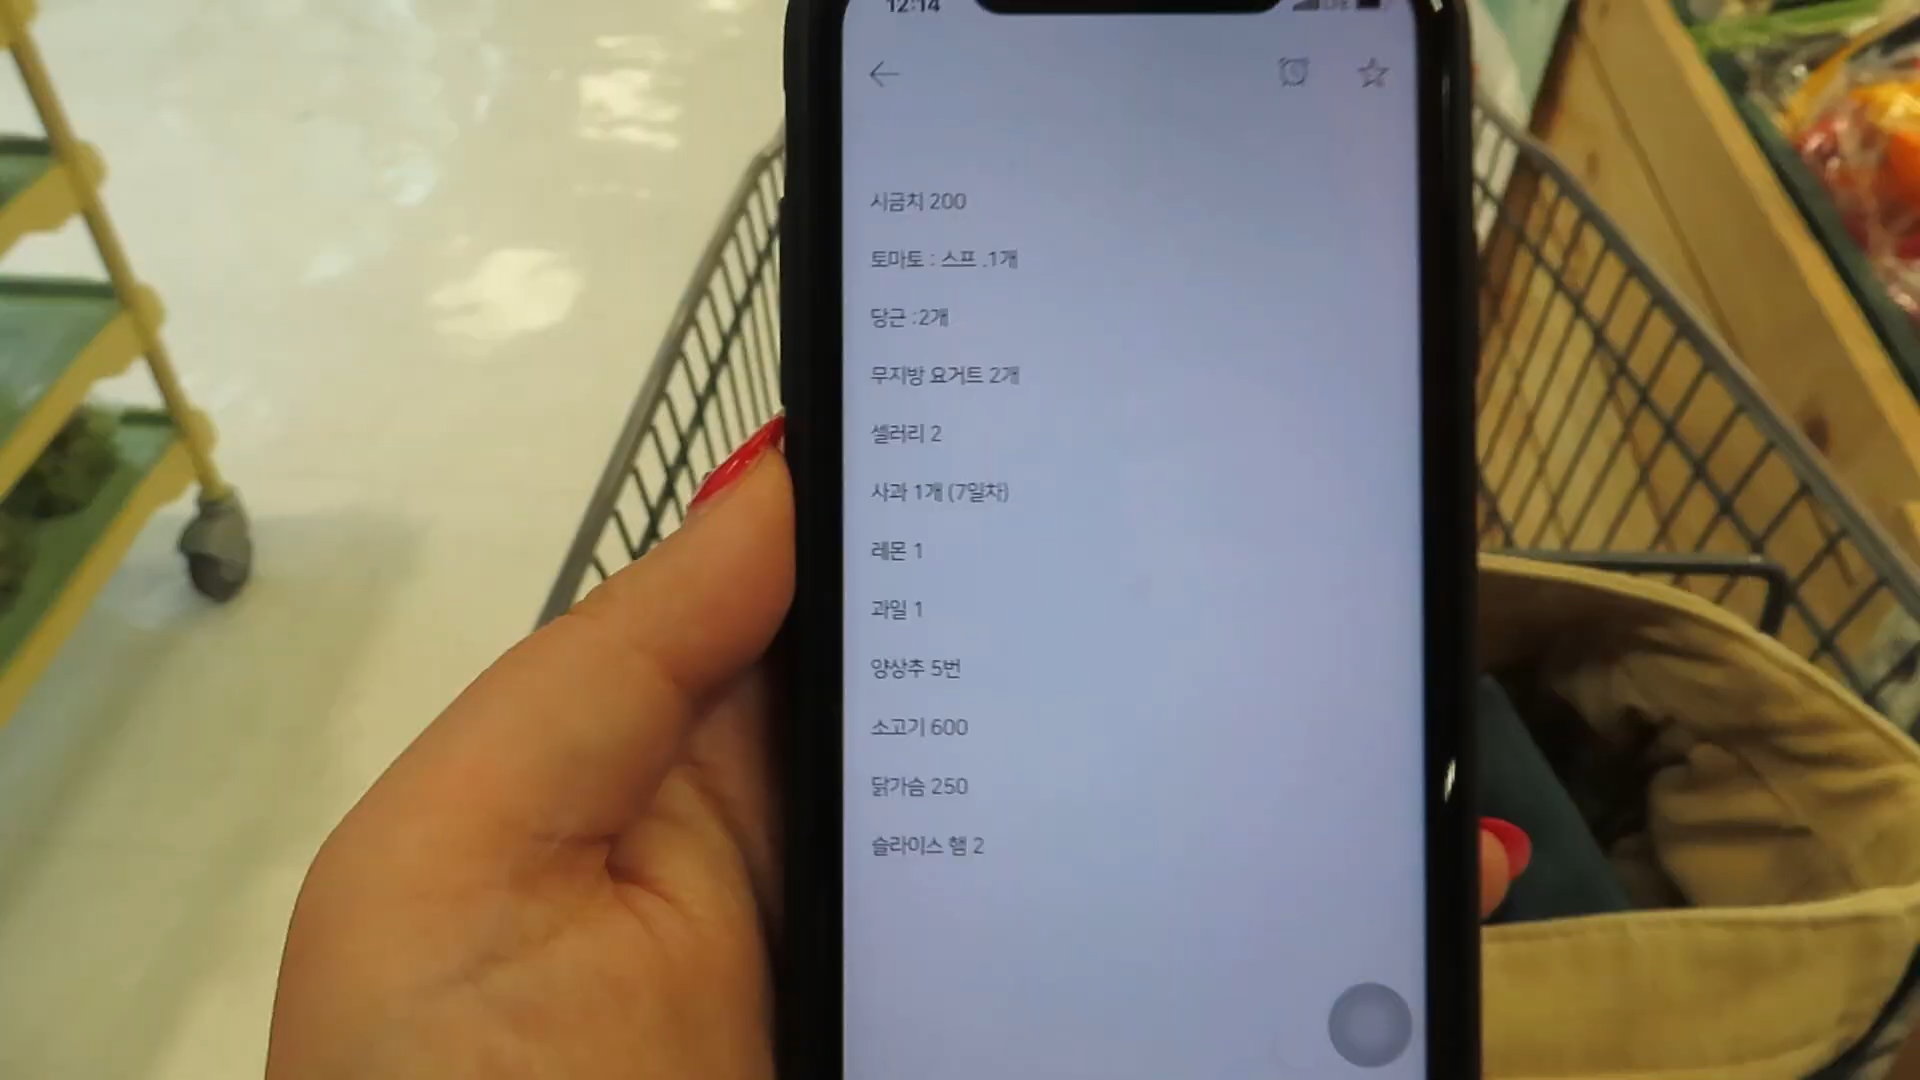 12:14
LTE
시금치 200
토마토 : 스프 .1개
당근 :2개
무지방 요거트 2개
셀러리 2
사과 1개 (7일차)
레몬 1
과일 1
양상추 5번
소고기 600
닭가슴 250
슬라이스 햄 2